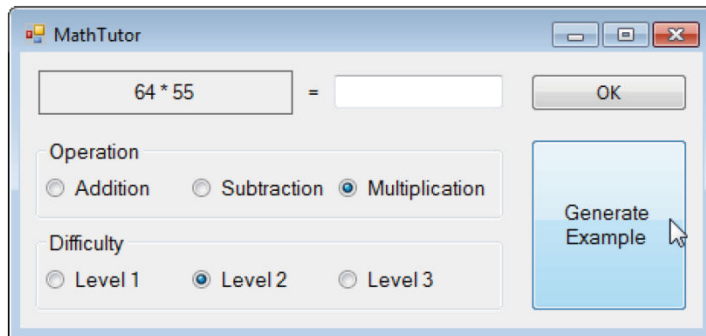 MathTutor
64 * 55 =
OK
Operation
Addition Subtraction Multiplication
Generate
Example
Difficulty
Level 1 Level 2 Level 3